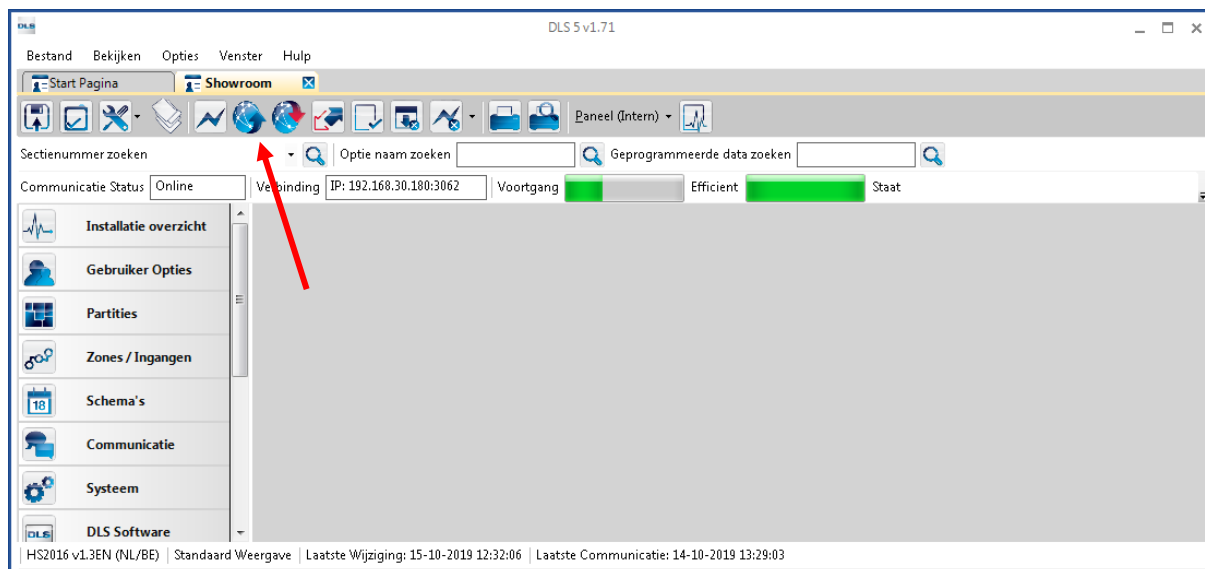 DLS DLS 5 v1.71
Bestand Bekijken Opties Venster Hulp
Start Pagina Showroom
Paneel (Intern)
Sectienummer zoeken Optie naam zoeken Geprogrammeerde data zoeken
Communicatie Status Online Verbinding IP: 192.168.30.180:3062 Voortgang Efficient Staat
Installatie overzicht
Gebruiker Opties
Partities
Zones / Ingangen
18 Schema's
Communicatie
Systeem
DLS DLS Software
HS2016 v1.3EN (NL/BE) Standaard Weergave Laatste Wijziging: 15-10-2019 12:32:06 Laatste Communicatie: 14-10-2019 13:29:03